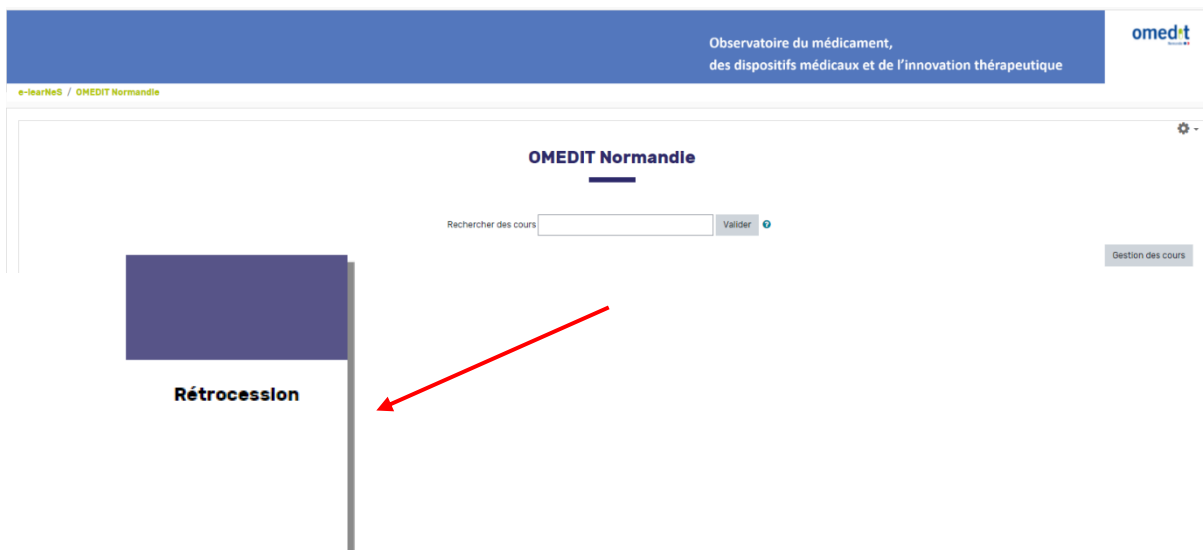 Observatoire du médicament,
des dispositifs médicaux et de l'innovation thérapeutique
omedit
e-learNeS / OMEDIT Normandie
OMEDIT Normandie
Rechercher des cours
Valider
Gestion des cours
Rétrocession